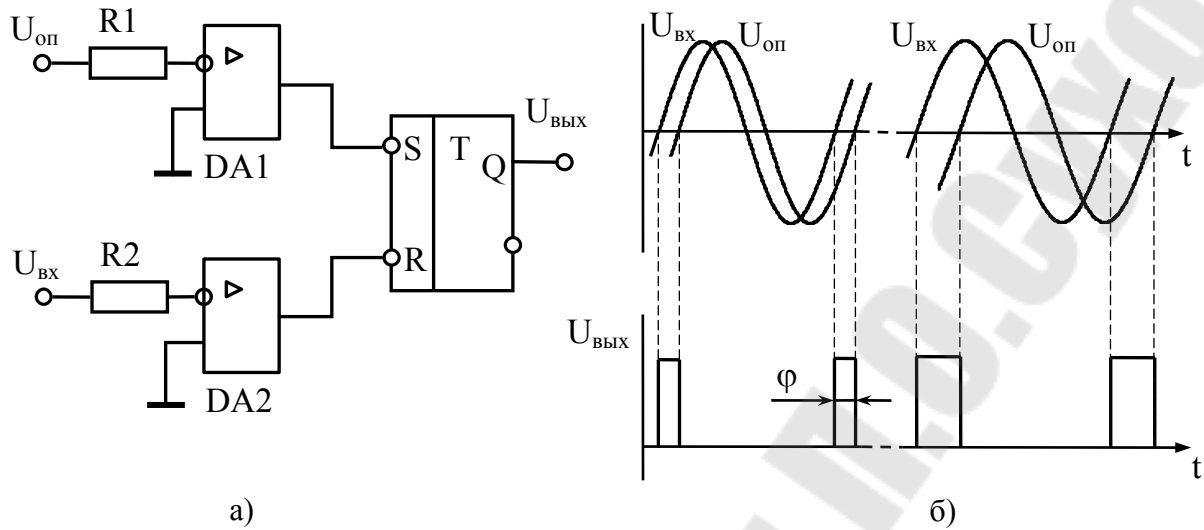 Uоп
R1
DA1
Uвх
R2
DA2
S T
Q
R
Uвых
а)
Uвх Uоп Uвх Uоп
t
Uвых
φ
t
б)